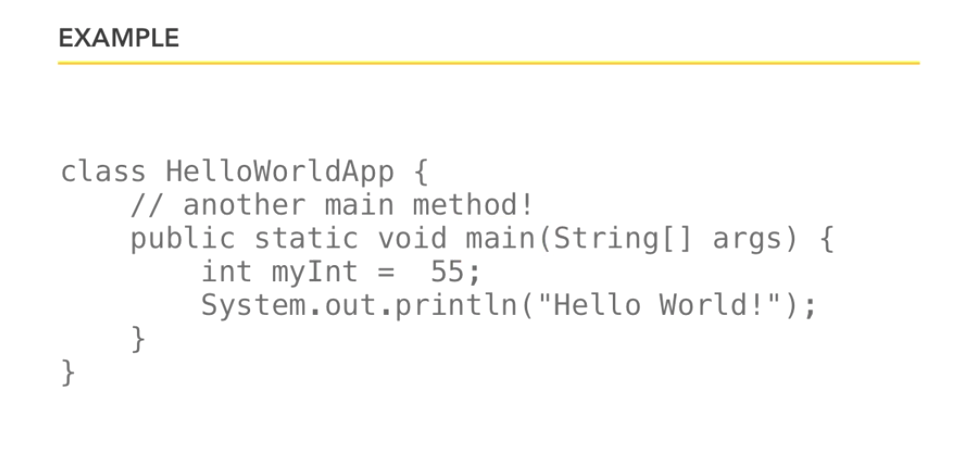 EXAMPLE
class HelloWorldApp {
    // another main method!
    public static void main(String[] args) {
        int myInt =  55;
        System.out.println("Hello World!");
    }
}